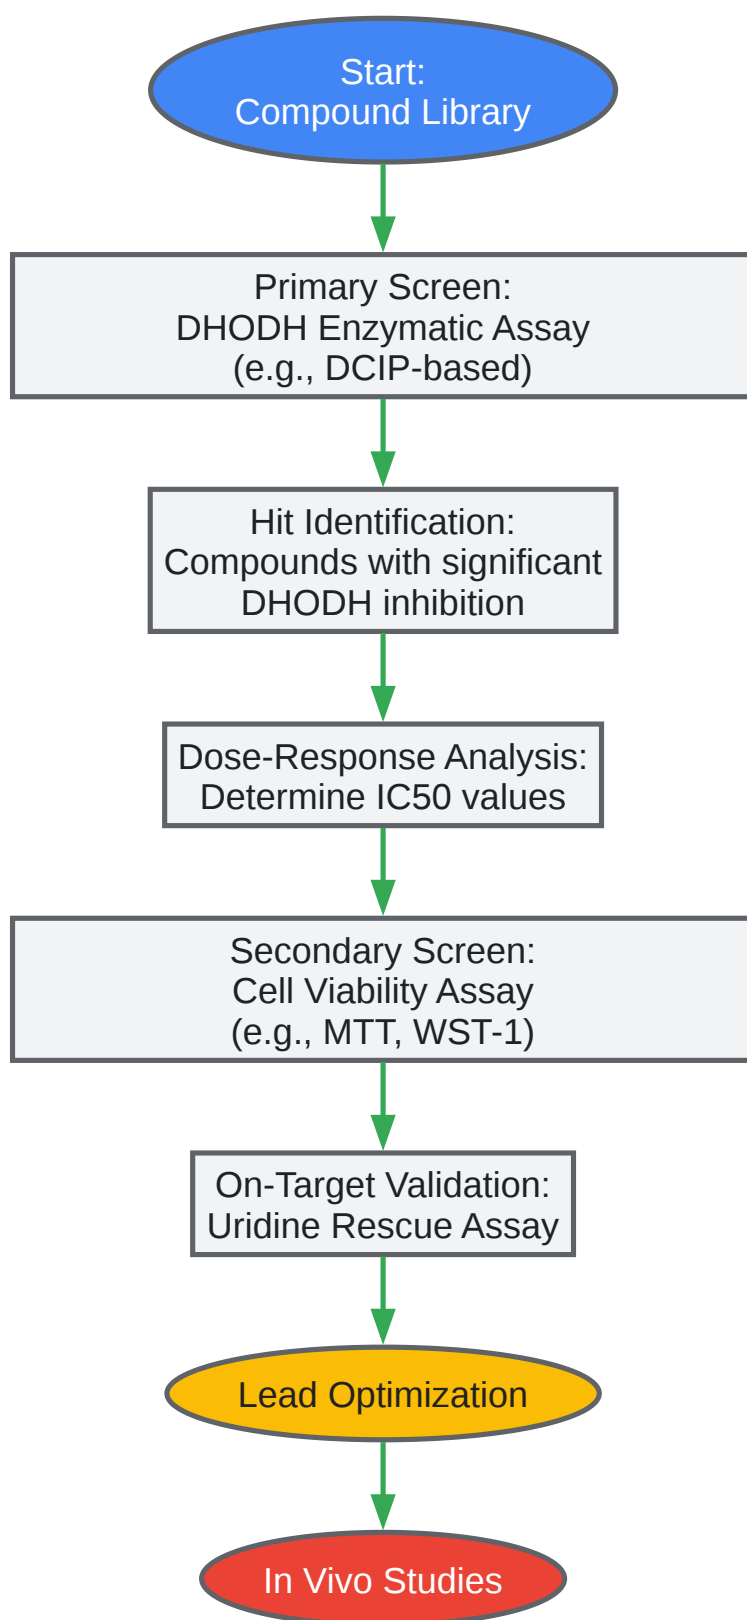 Start:
Compound Library
Primary Screen:
DHODH Enzymatic Assay
(e.g., DCIP-based)
Hit Identification:
Compounds with significant
DHODH inhibition
Dose-Response Analysis:
Determine IC50 values
Secondary Screen:
Cell Viability Assay
(e.g., MTT, WST-1)
On-Target Validation:
Uridine Rescue Assay
Lead Optimization
In Vivo Studies